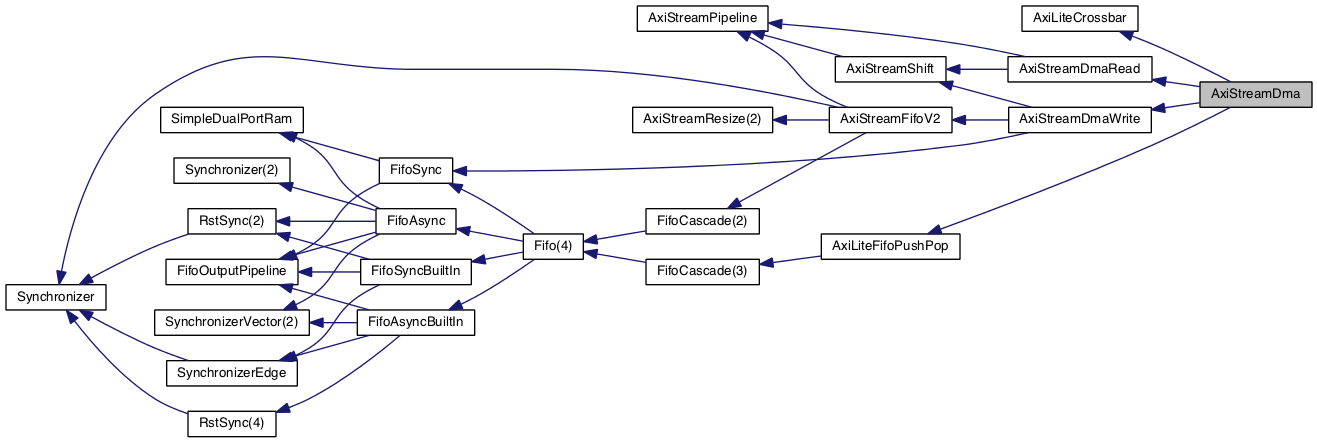 AxiStreamPipeline
AxiLiteCrossbar
AxiStreamShift
AxiStreamDmaRead
AxiStreamDma
SimpleDualPortRam
AxiStreamResize(2)
AxiStreamFifoV2
AxiStreamDmaWrite
Synchronizer(2)
FifoSync
RstSync(2)
FifoAsync
FifoCascade(2)
Fifo(4)
AxiLiteFifoPushPop
FifoOutputPipeline
FifoSyncBuiltIn
FifoCascade(3)
Synchronizer
SynchronizerVector(2)
FifoAsyncBuiltIn
SynchronizerEdge
RstSync(4)